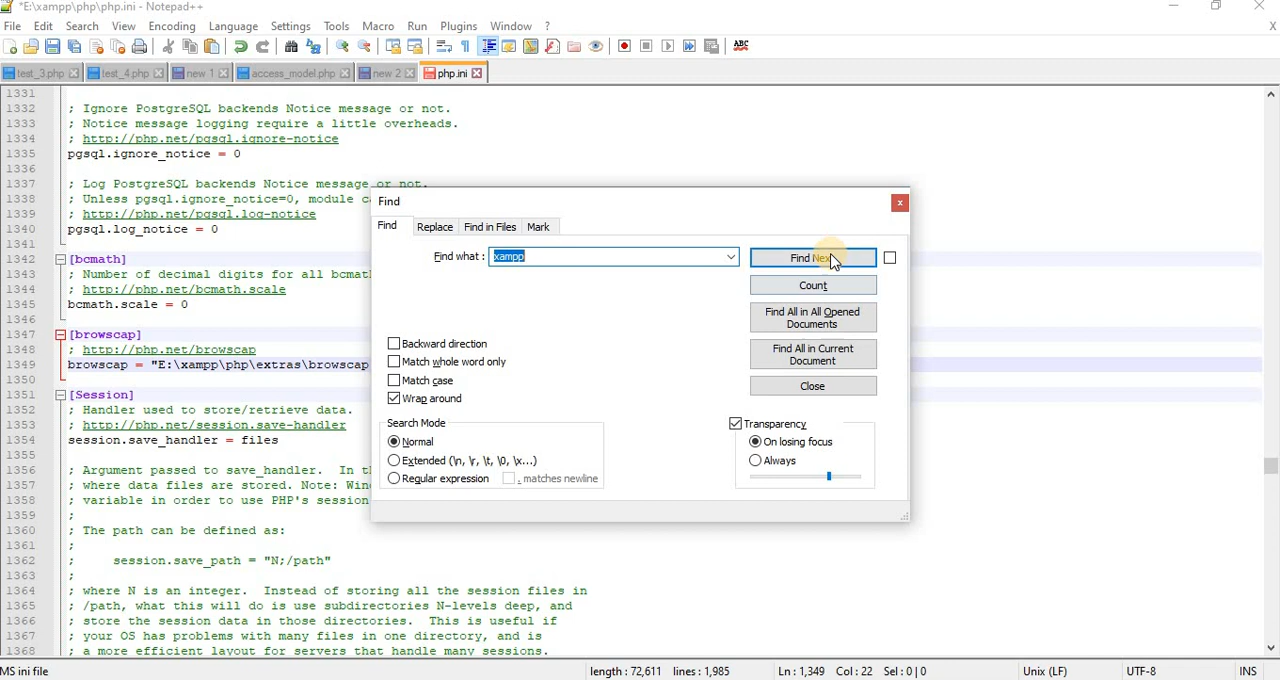 *E:\xampp\php\php.ini - Notepad++
File Edit Search View Encoding Language Settings Tools Macro Run Plugins Window ? X
test_3.php test_4.php new 1 access_model.php new 2 php.ini
1331
1332 ; Ignore PostgreSQL backends Notice message or not.
1333 ; Notice message logging require a little overheads.
1334 ; http://php.net/pgsql.ignore-notice
1335 pgsql.ignore_notice = 0
1336
1337 ; Log PostgreSQL backends Notice message or not.
1338 ; Unless pgsql.ignore_notice=0, module
1339 ; http://php.net/pgsql.log-notice
1340 pgsql.log_notice = 0
1341
1342 [bcmath]
1343 ; Number of decimal digits for all bcmat
1344 ; http://php.net/bcmath.scale
1345 bcmath.scale = 0
1346
1347 [browscap]
1348 ; http://php.net/browscap
1349 browscap = "E:\xampp\php\extras\browscap
1350
1351 [Session]
1352 ; Handler used to store/retrieve data.
1353 ; http://php.net/session.save-handler
1354 session.save_handler = files
1355
1356 ; Argument passed to save_handler. In t
1357 ; where data files are stored. Note: Win
1358 ; variable in order to use PHP's session
1359 ;
1360 ; The path can be defined as:
1361 ;
1362 ; session.save_path = "N;/path"
1363 ;
1364 ; where N is an integer. Instead of storing all the session files in
1365 ; /path, what this will do is use subdirectories N-levels deep, and
1366 ; store the session data in those directories. This is useful if
1367 ; your OS has problems with many files in one directory, and is
1368 ; a more efficient layout for servers that handle many sessions.
Find
x
Find Replace Find in Files Mark
Find what : xampp
Find Next
Count
Find All in All Opened
Documents
Find All in Current
Document
Close
Backward direction
Match whole word only
Match case
Wrap around
Search Mode
Normal
Extended (\n, \r, \t, \0, \x...)
Regular expression . matches newline
Transparency
On losing focus
Always
ABC
MS ini file length : 72,611 lines : 1,985 Ln : 1,349 Col : 22 Sel : 0 | 0 Unix (LF) UTF-8 INS